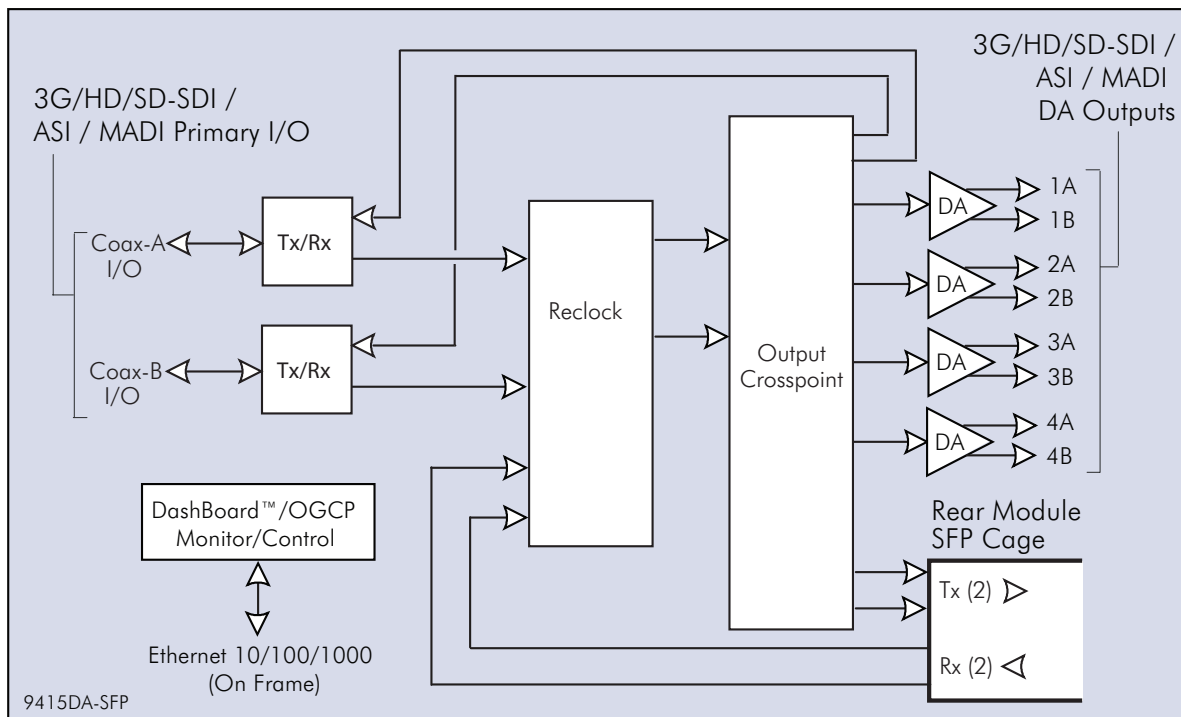 3G/HD/SD-SDI /
ASI / MADI Primary I/O
3G/HD/SD-SDI /
ASI / MADI
DA Outputs
Coax-A
I/O
Tx/Rx
Coax-B
I/O
Tx/Rx
Reclock
Output
Crosspoint
DA
1A
1B
DA
2A
2B
DA
3A
3B
DA
4A
4B
DashBoard™/OGCP
Monitor/Control
Ethernet 10/100/1000
(On Frame)
Rear Module
SFP Cage
Tx (2)
Rx (2)
9415DA-SFP